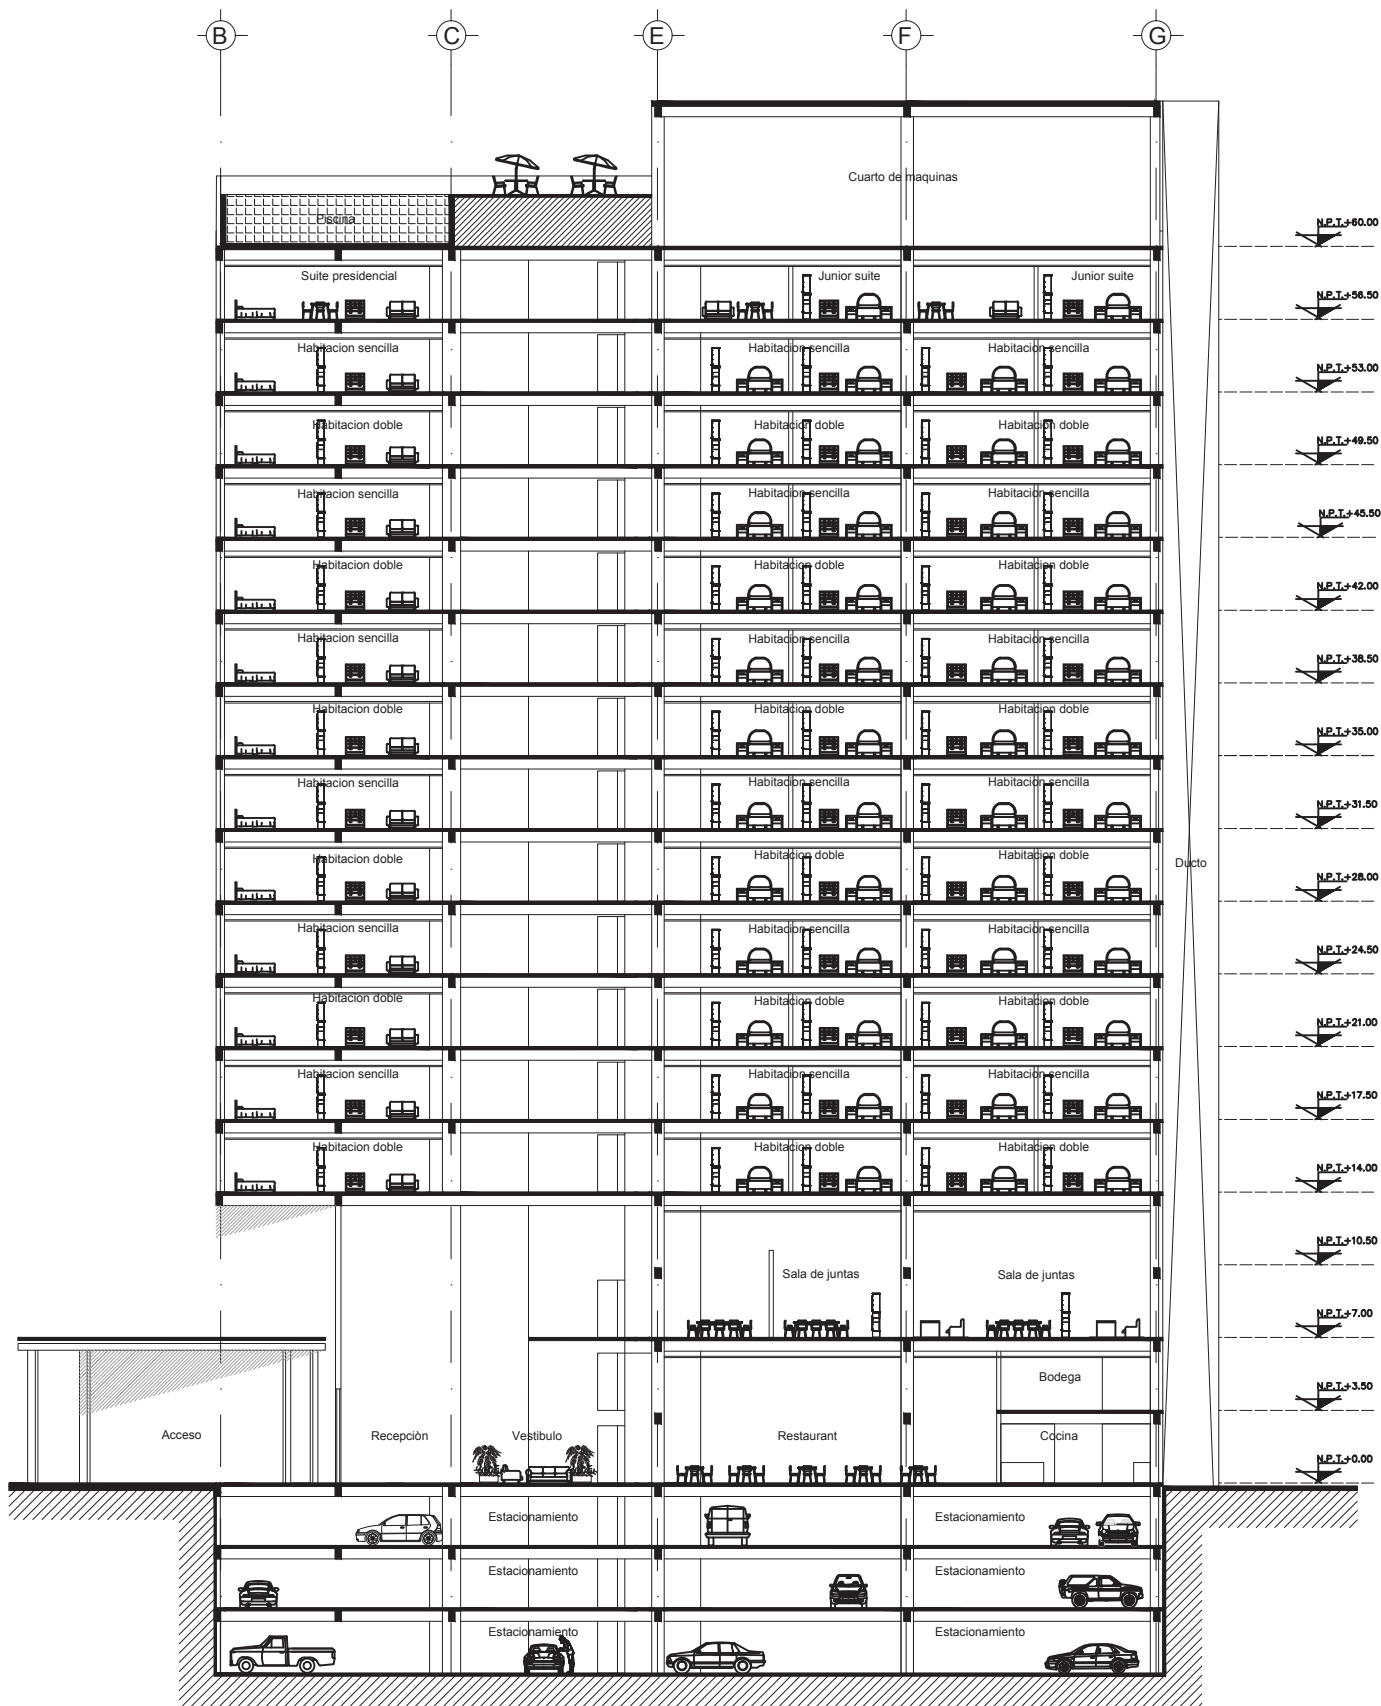 B C E F G
Cuarto de maquinas
Piscina
N.P.T.+60.00
Suite presidencial Junior suite Junior suite
N.P.T.+56.50
Habitacion sencilla Habitacion sencilla Habitacion sencilla
N.P.T.+53.00
Habitacion doble Habitacion doble Habitacion doble
N.P.T.+49.50
Habitacion sencilla Habitacion sencilla Habitacion sencilla
N.P.T.+45.50
Habitacion doble Habitacion doble Habitacion doble
N.P.T.+42.00
Habitacion sencilla Habitacion sencilla Habitacion sencilla
N.P.T.+38.50
Habitacion doble Habitacion doble Habitacion doble
N.P.T.+35.00
Habitacion sencilla Habitacion sencilla Habitacion sencilla
N.P.T.+31.50
Habitacion doble Habitacion doble Habitacion doble
Ducto
N.P.T.+28.00
Habitacion sencilla Habitacion sencilla Habitacion sencilla
N.P.T.+24.50
Habitacion doble Habitacion doble Habitacion doble
N.P.T.+21.00
Habitacion sencilla Habitacion sencilla Habitacion sencilla
N.P.T.+17.50
Habitacion doble Habitacion doble Habitacion doble
N.P.T.+14.00
N.P.T.+10.50
Sala de juntas Sala de juntas
N.P.T.+7.00
Bodega
N.P.T.+3.50
Acceso Recepciòn Vestibulo Restaurant Cocina
N.P.T.+0.00
Estacionamiento Estacionamiento
Estacionamiento Estacionamiento
Estacionamiento Estacionamiento